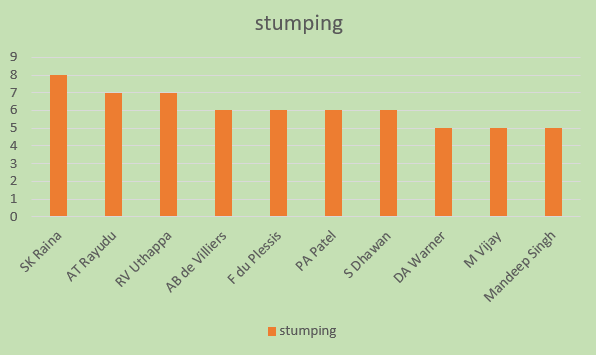 stumping
9
8
7
6
5
4
3
2
1
0
SK Raina
AT Rayudu
RV Uthappa
AB de Villiers
F du Plessis
PA Patel
S Dhawan
DA Warner
M Vijay
Mandeep Singh
stumping